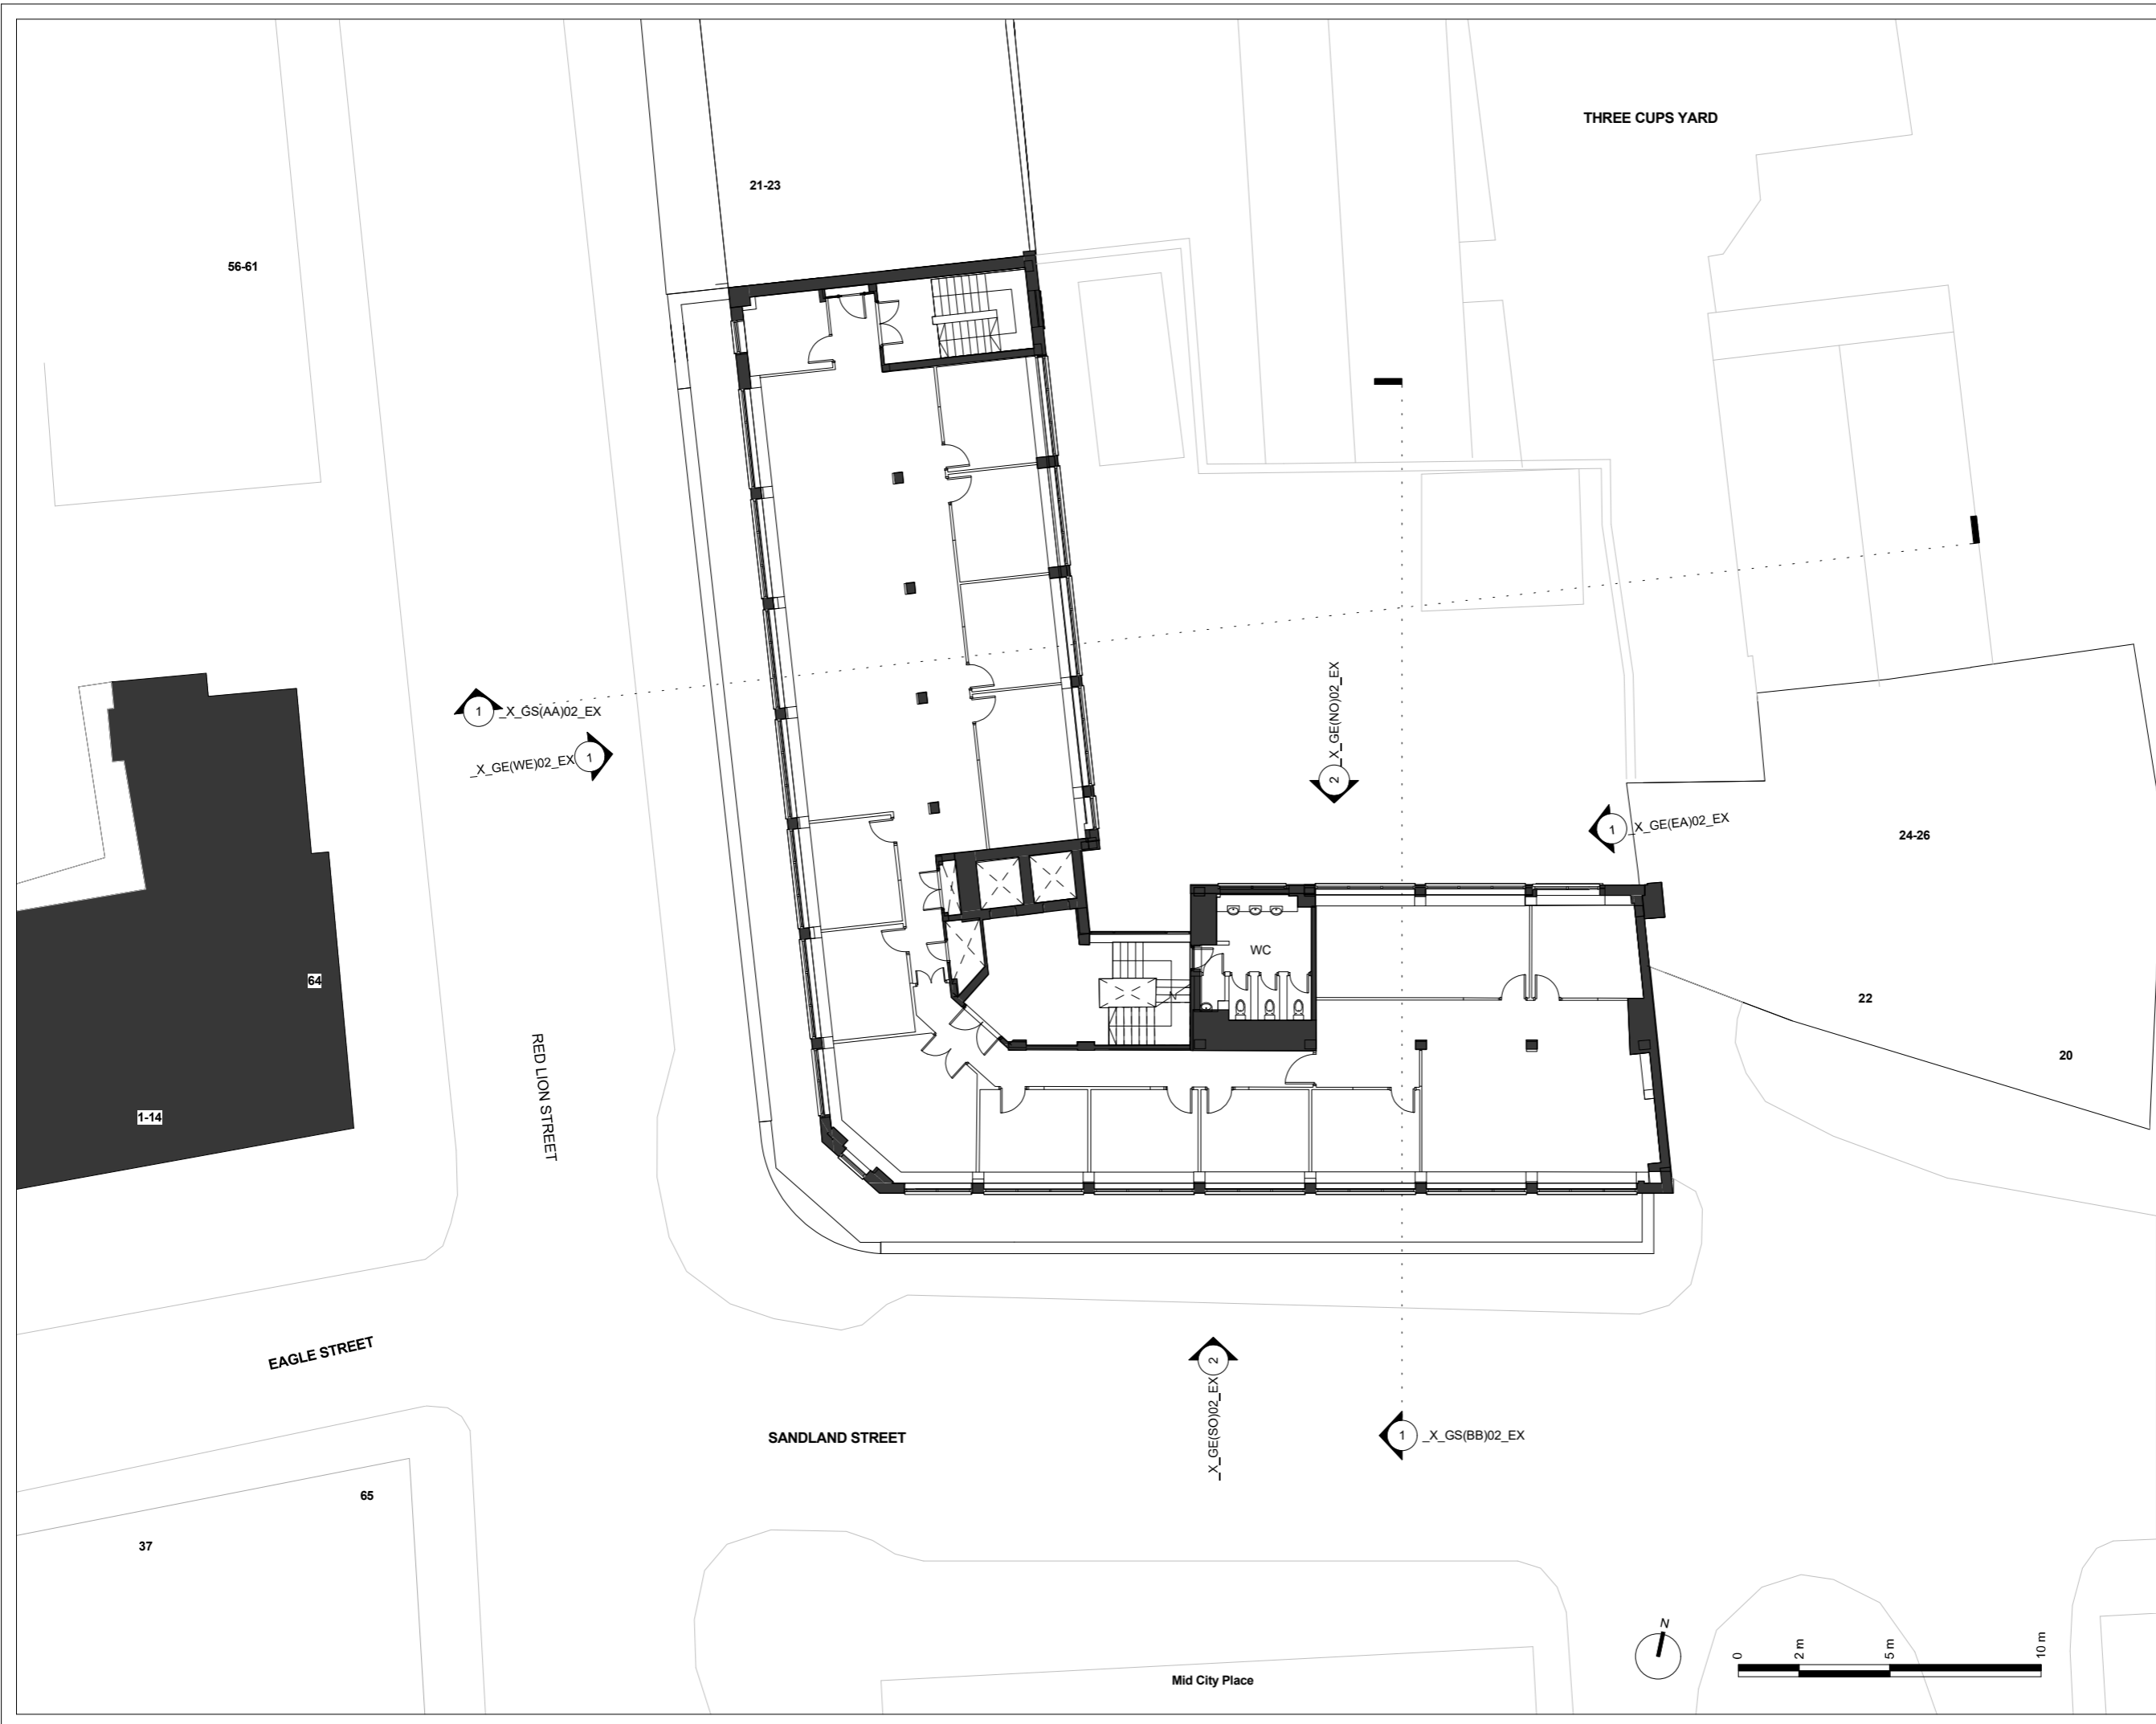 THREE CUPS YARD
21-23
56-61
1
_X_GS(AA)02_EX
_X_GE(WE)02_EX
1
_X_GE(NO)02_EX
2
1
_X_GE(EA)02_EX
24-26
WC
64
22
20
1-14
RED LION STREET
EAGLE STREET
SANDLAND STREET
2
_X_GE(SO)02_EX
1
_X_GS(BB)02_EX
65
37
Mid City Place
N
0
2 m
5 m
10 m